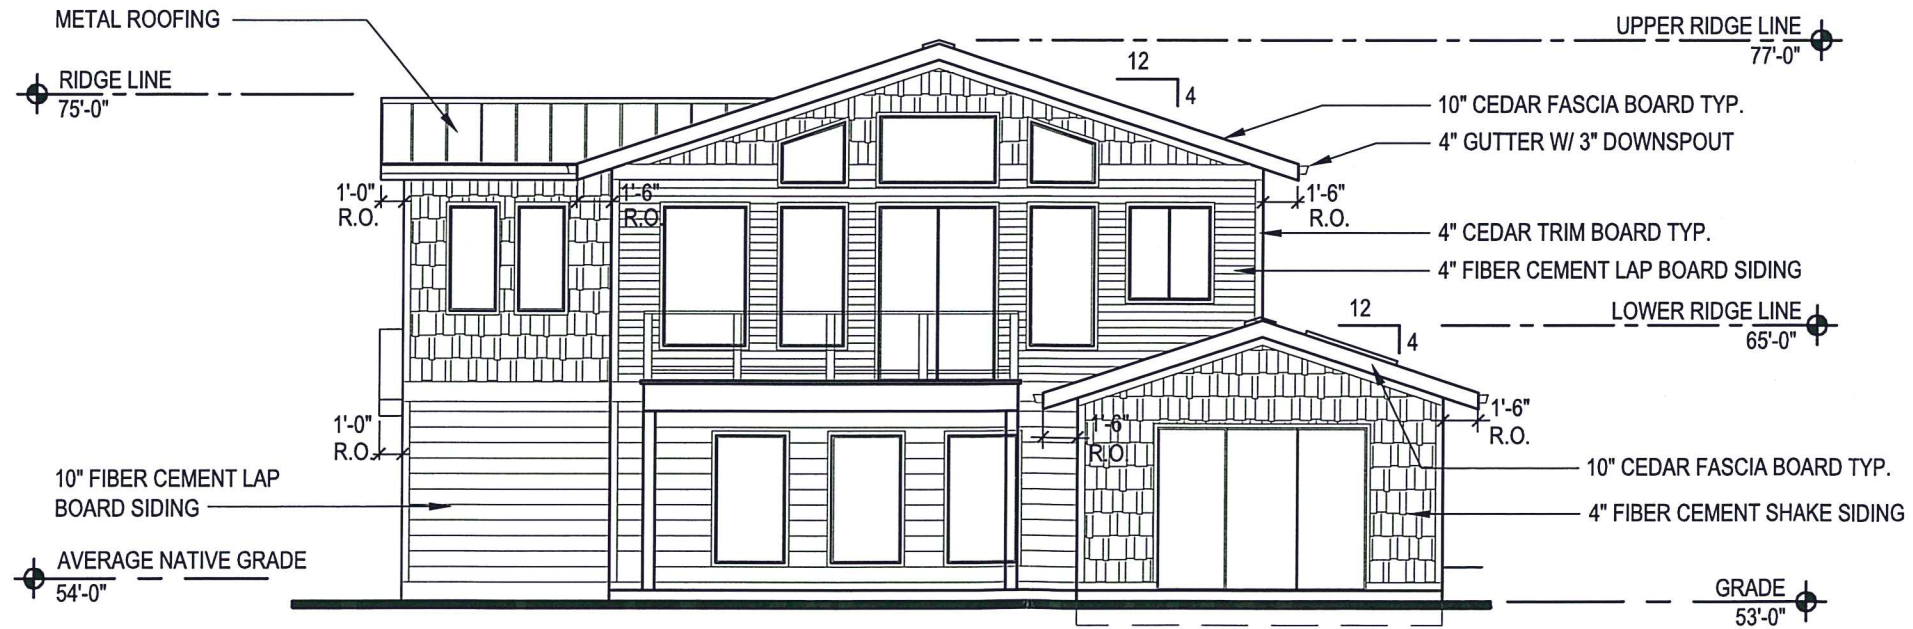 METAL ROOFING
UPPER RIDGE LINE
77'-0"
RIDGE LINE
75'-0"
12
4
10" CEDAR FASCIA BOARD TYP.
4" GUTTER W/ 3" DOWNSPOUT
1'-0"
R.O.
1'-6"
R.O.
1'-6"
R.O.
4" CEDAR TRIM BOARD TYP.
4" FIBER CEMENT LAP BOARD SIDING
12
4
LOWER RIDGE LINE
65'-0"
1'-0"
R.O.
1'-6"
R.O.
1'-6"
R.O.
10" FIBER CEMENT LAP
BOARD SIDING
10" CEDAR FASCIA BOARD TYP.
4" FIBER CEMENT SHAKE SIDING
AVERAGE NATIVE GRADE
54'-0"
GRADE
53'-0"